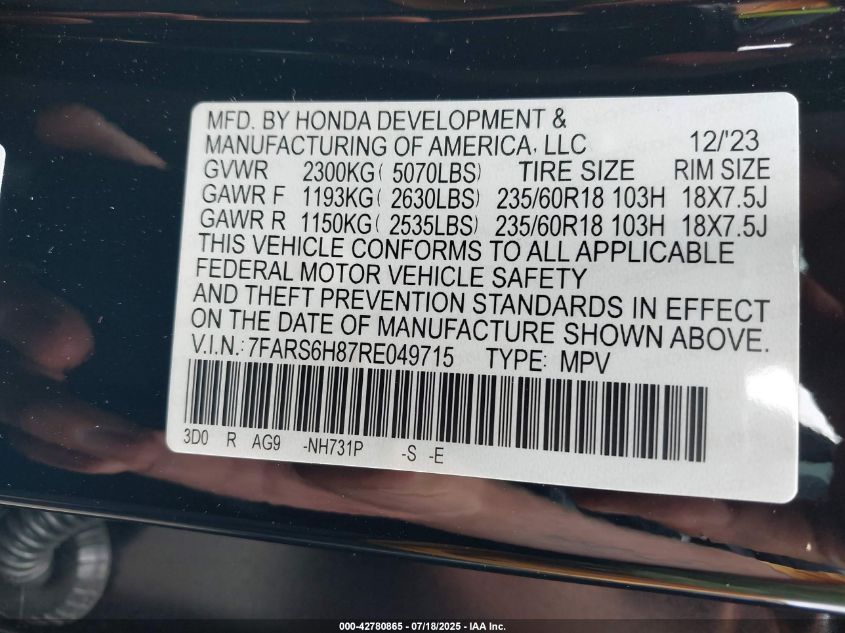 MFD. BY HONDA DEVELOPMENT &
MANUFACTURING OF AMERICA, LLC 12/'23
GVWR 2300KG( 5070LBS) TIRE SIZE RIM SIZE
GAWR F 1193KG( 2630LBS) 235/60R18 103H 18X7.5J
GAWR R 1150KG( 2535LBS) 235/60R18 103H 18X7.5J
THIS VEHICLE CONFORMS TO ALL APPLICABLE
FEDERAL MOTOR VEHICLE SAFETY
AND THEFT PREVENTION STANDARDS IN EFFECT
ON THE DATE OF MANUFACTURE SHOWN ABOVE.
V.I.N.: 7FARS6H87RE049715 TYPE: MPV
3D0 R AG9 -NH731P -S -E
000-42780865 - 07/18/2025 - IAA Inc.